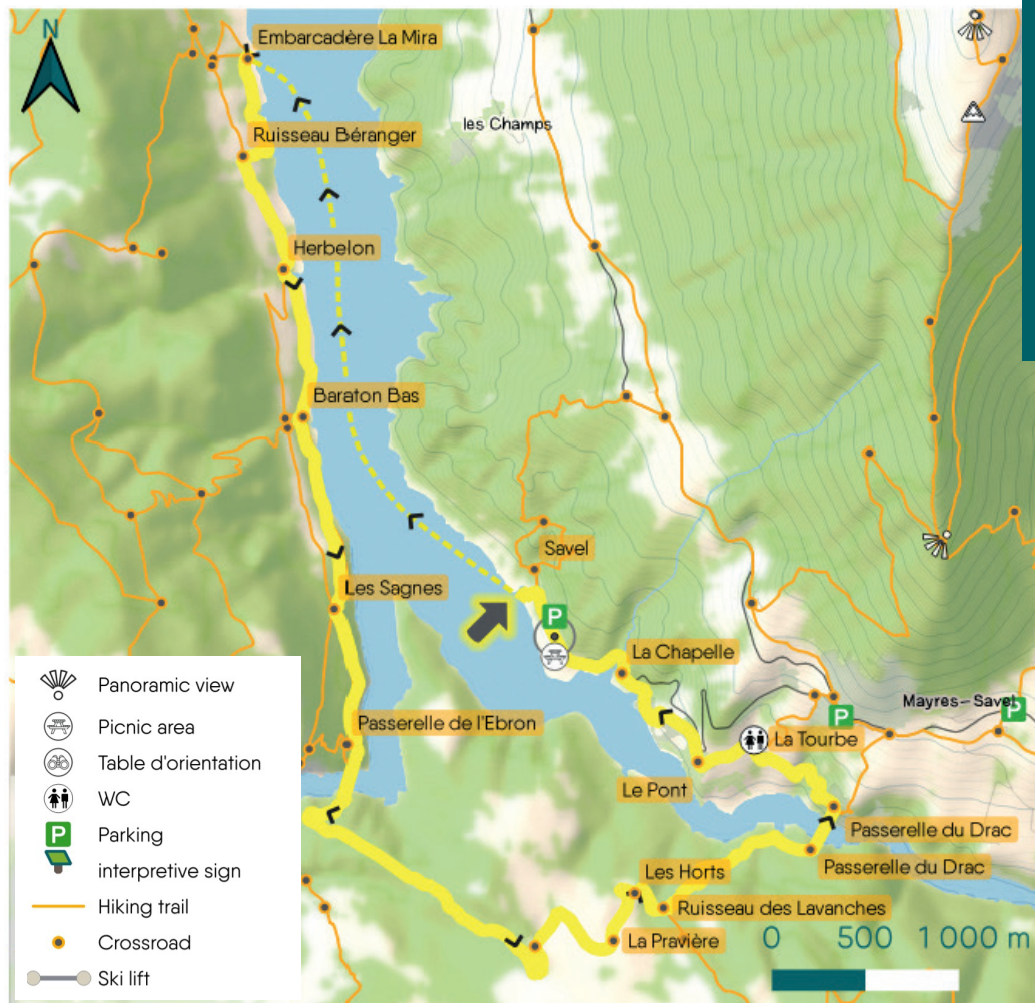 N
Embarcadère La Mira
les Champs
Ruisseau Béranger
Herbelon
Baraton Bas
Savel
Les Sagnes
P
La Chapelle
Mayres-Savel
P
P
La Tourbe
Passerelle de l'Ebron
Le Pont
Passerelle du Drac
Passerelle du Drac
Les Horts
Ruisseau des Lavanches
La Pravière
0 500 1 000 m
Panoramic view
Picnic area
Table d'orientation
WC
P Parking
interpretive sign
Hiking trail
Crossroad
Ski lift